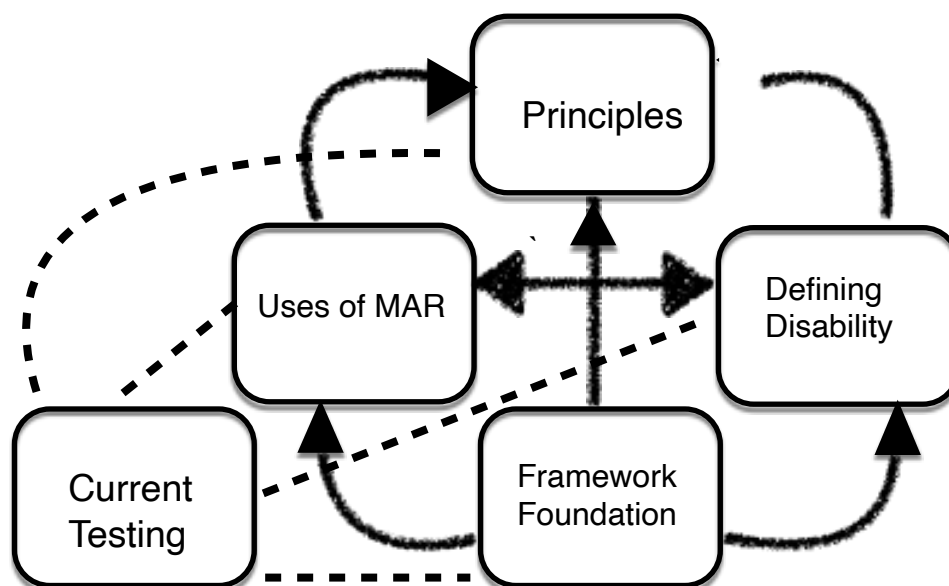 Principles
Uses of MAR
Defining
Disability
Current
Testing
Framework
Foundation